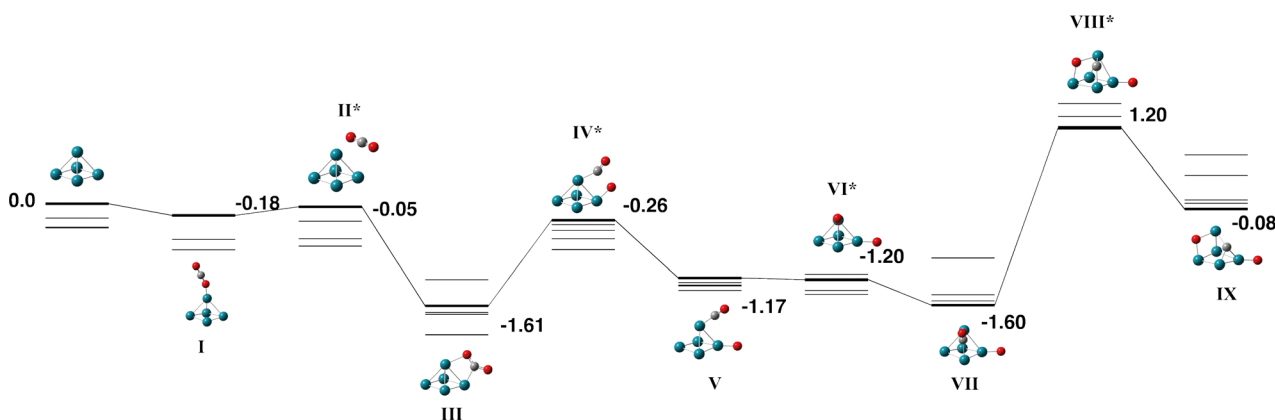 VIII*
II*
IV*
VI*
0.0
-0.18
-0.05
-0.26
-1.20
1.20
-1.61
-1.17
-1.60
-0.08
I
III
V
VII
IX